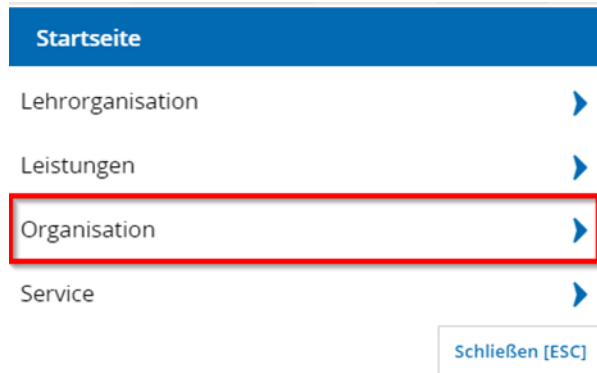 Startseite
Lehrorganisation
Leistungen
Organisation
Service
Schließen [ESC]